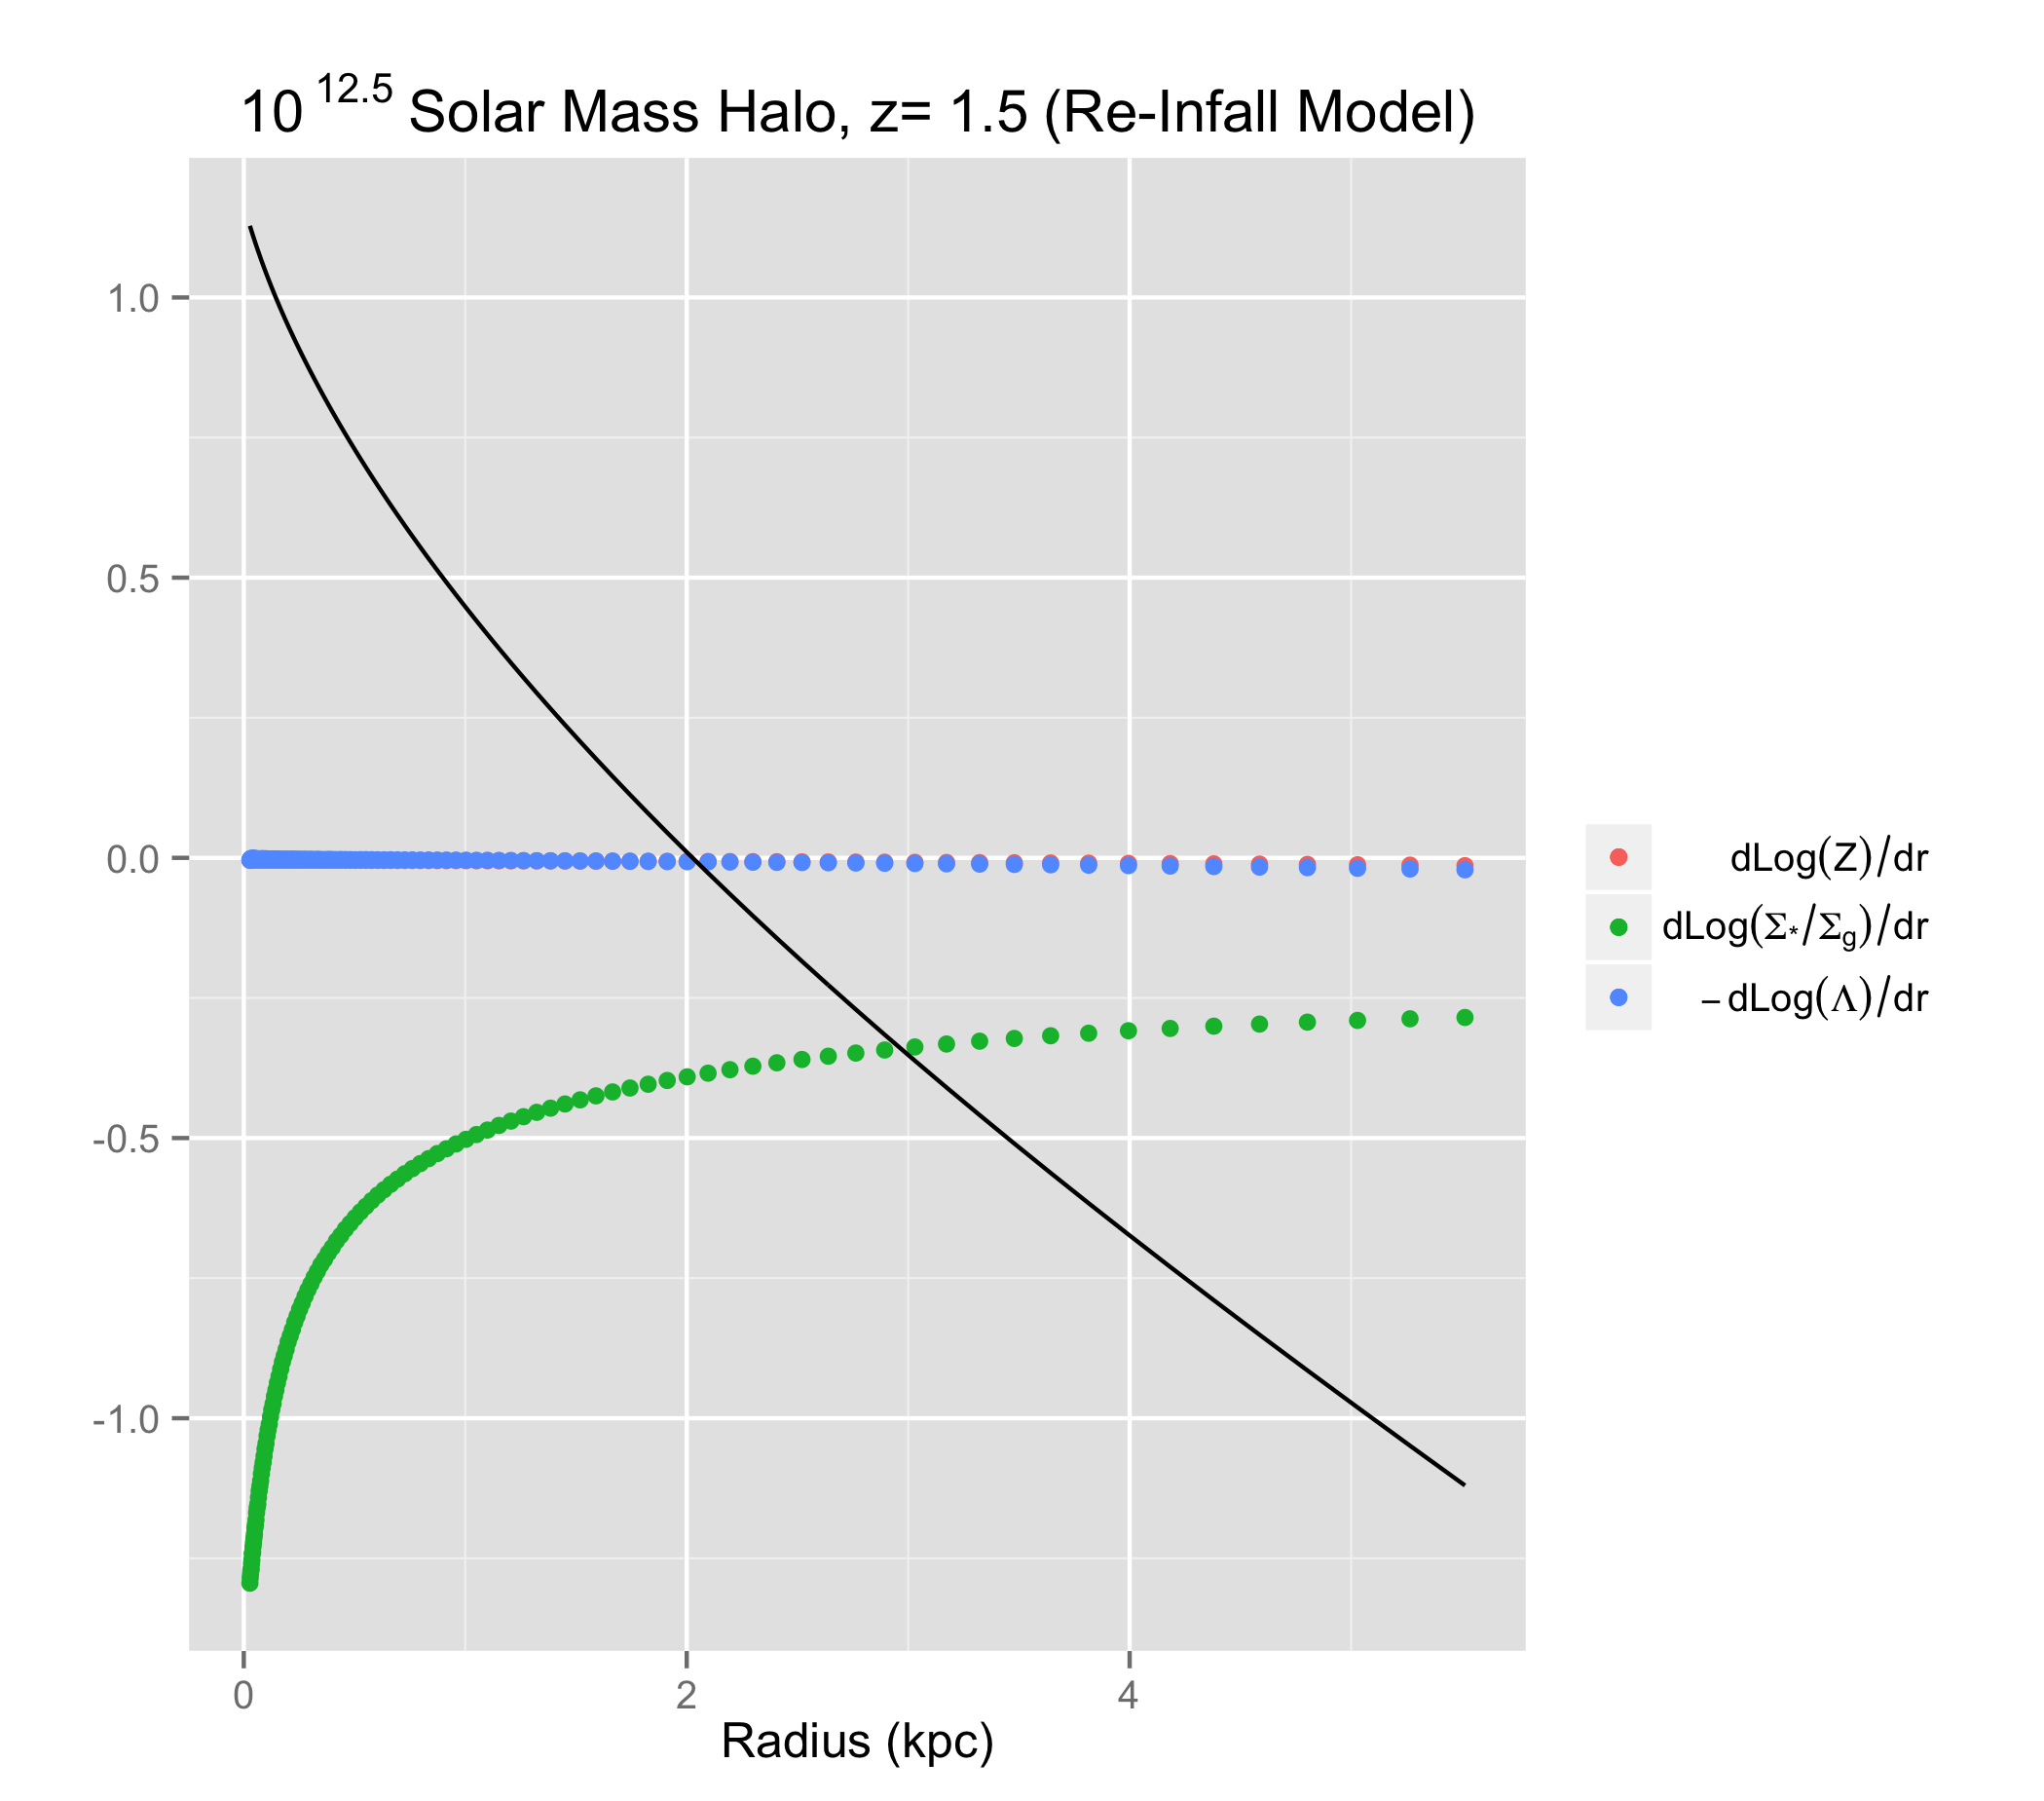 10^12.5 Solar Mass Halo, z= 1.5 (Re-Infall Model)
1.0
0.5
0.0
-0.5
-1.0
0 2 4
Radius (kpc)
dLog(Z)/dr
dLog(Σ*/Σg)/dr
– dLog(Λ)/dr